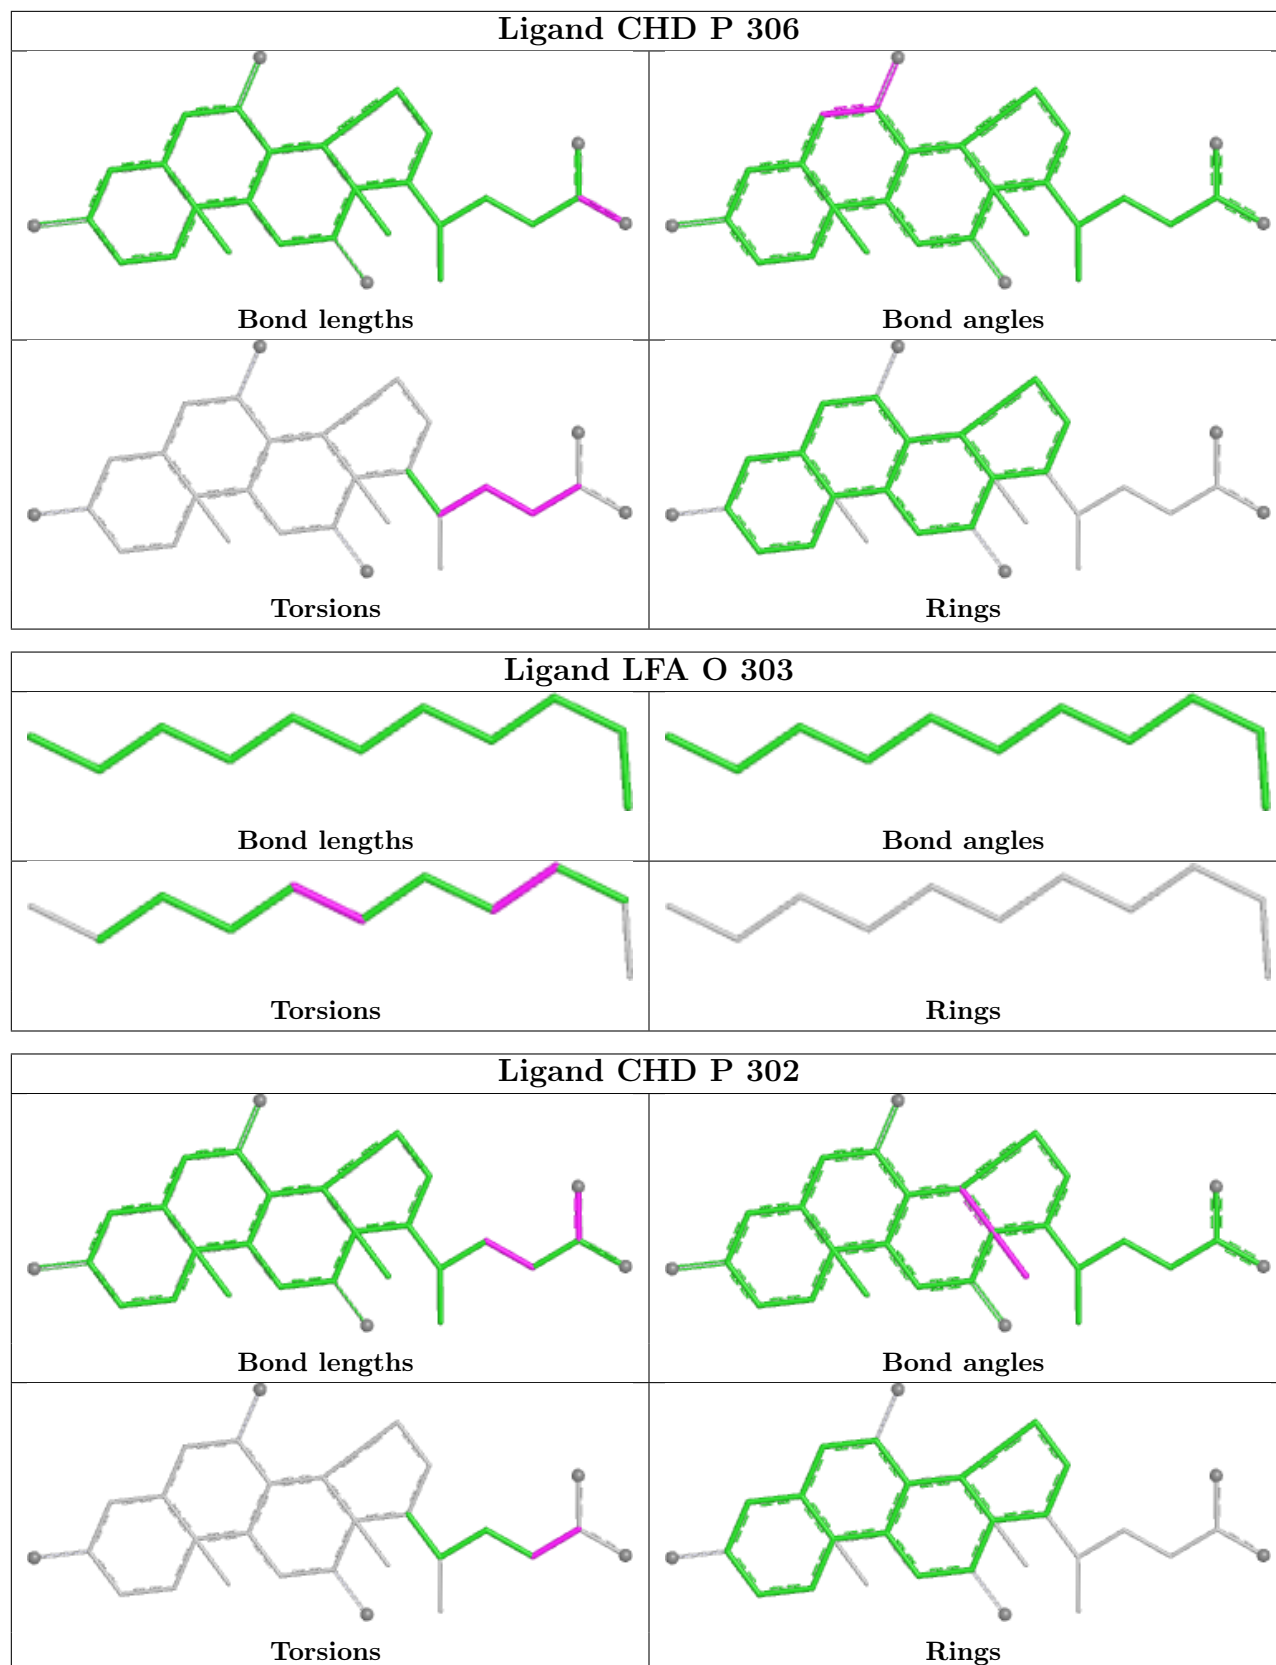 Ligand CHD P 306
Bond lengths
Bond angles
Torsions
Rings
Ligand LFA O 303
Bond lengths
Bond angles
Torsions
Rings
Ligand CHD P 302
Bond lengths
Bond angles
Torsions
Rings